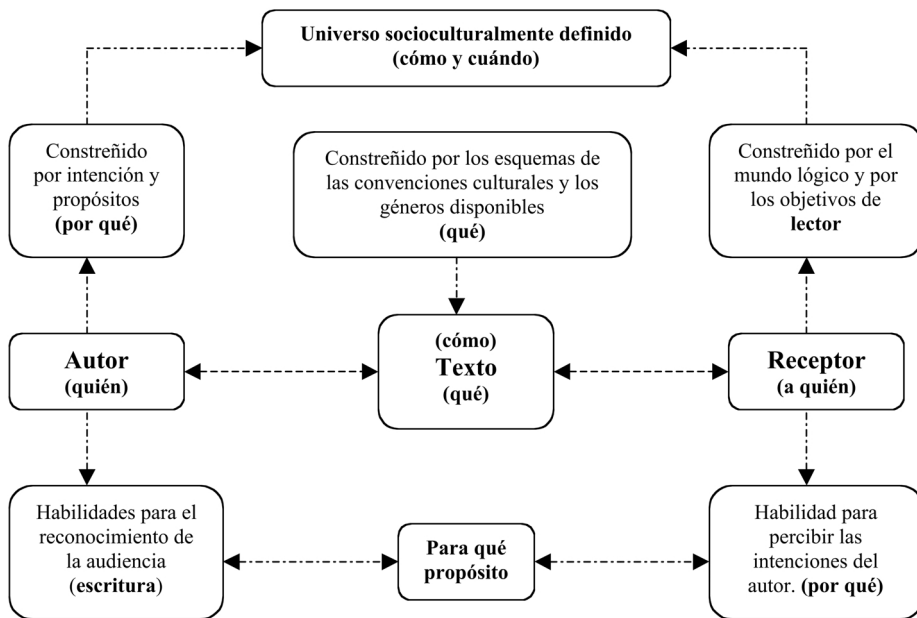 Universo socioculturalmente definido
(cómo y cuándo)
Constreñido
por intención y
propósitos
(por qué)
Constreñido por los esquemas de
las convenciones culturales y los
géneros disponibles
(qué)
Constreñido por el
mundo lógico y por
los objetivos de
lector
Autor
(quién)
(cómo)
Texto
(qué)
Receptor
(a quién)
Habilidades para el
reconocimiento de
la audiencia
(escritura)
Para qué
propósito
Habilidad para
percibir las
intenciones del
autor. (por qué)